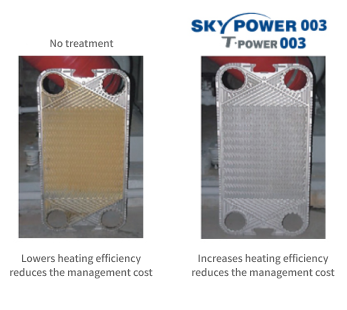 No treatment
SKY POWER 003
T-POWER 003
Lowers heating efficiency
reduces the management cost
Increases heating efficiency
reduces the management cost